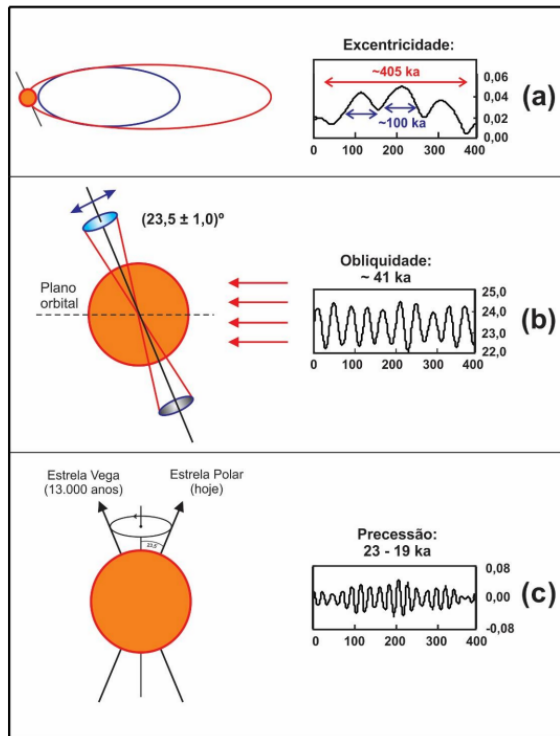 Excentricidade:
~405 ka
~100 ka
0,06
0,04
0,02
0,00
0 100 200 300 400
(a)
(23,5 ± 1,0)º
Plano
orbital
Obliquidade:
~ 41 ka
25,0
24,0
23,0
22,0
0 100 200 300 400
(b)
Estrela Vega
(13.000 anos)
Estrela Polar
(hoje)
23,5
Precessão:
23 - 19 ka
0,08
0,00
-0,08
0 100 200 300 400
(c)